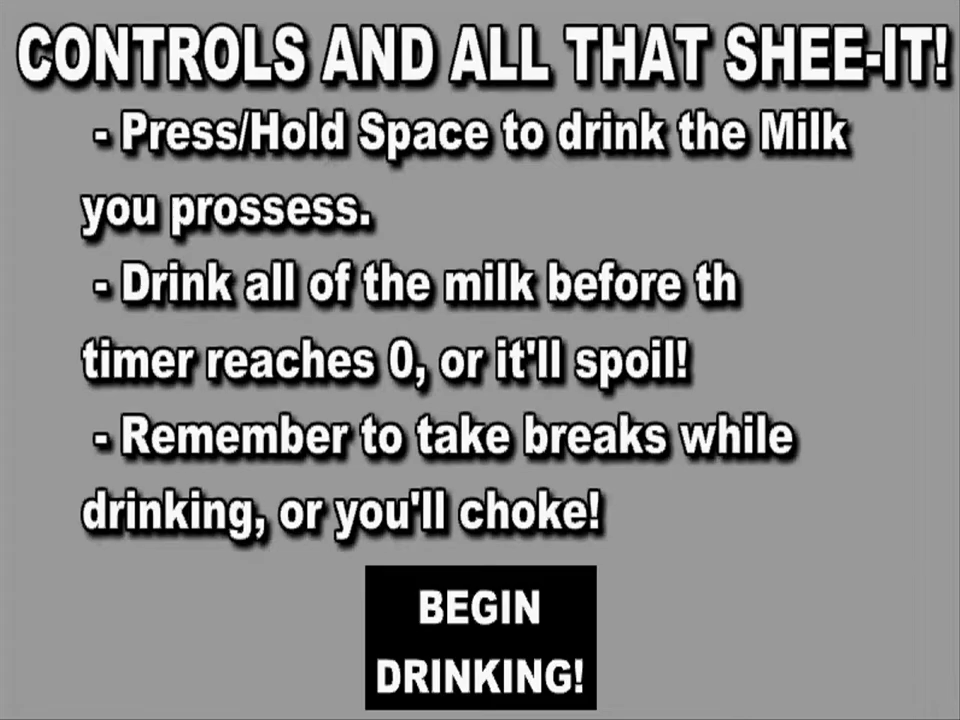 CONTROLS AND ALL THAT SHEE-IT!
- Press/Hold Space to drink the Milk
you prossess.
- Drink all of the milk before th
timer reaches 0, or it'll spoil!
- Remember to take breaks while
drinking, or you'll choke!
BEGIN
DRINKING!